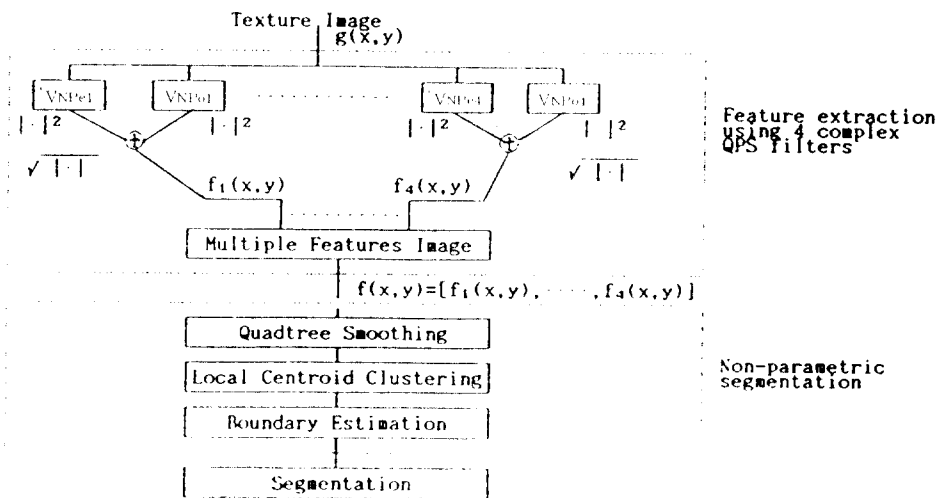 Texture Image
g(x,y)
VNPe1 VNPo1 VNPe4 VNPo4
|·|² |·|² |·|² | |²
√|·| √|·|
Feature extraction
using 4 complex
QPS filters
f₁(x,y) f₄(x,y)
Multiple Features Image
f(x,y)=[f₁(x,y),·····,f₄(x,y)]
Quadtree Smoothing
Local Centroid Clustering
Non-parametric
segmentation
Boundary Estimation
Segmentation